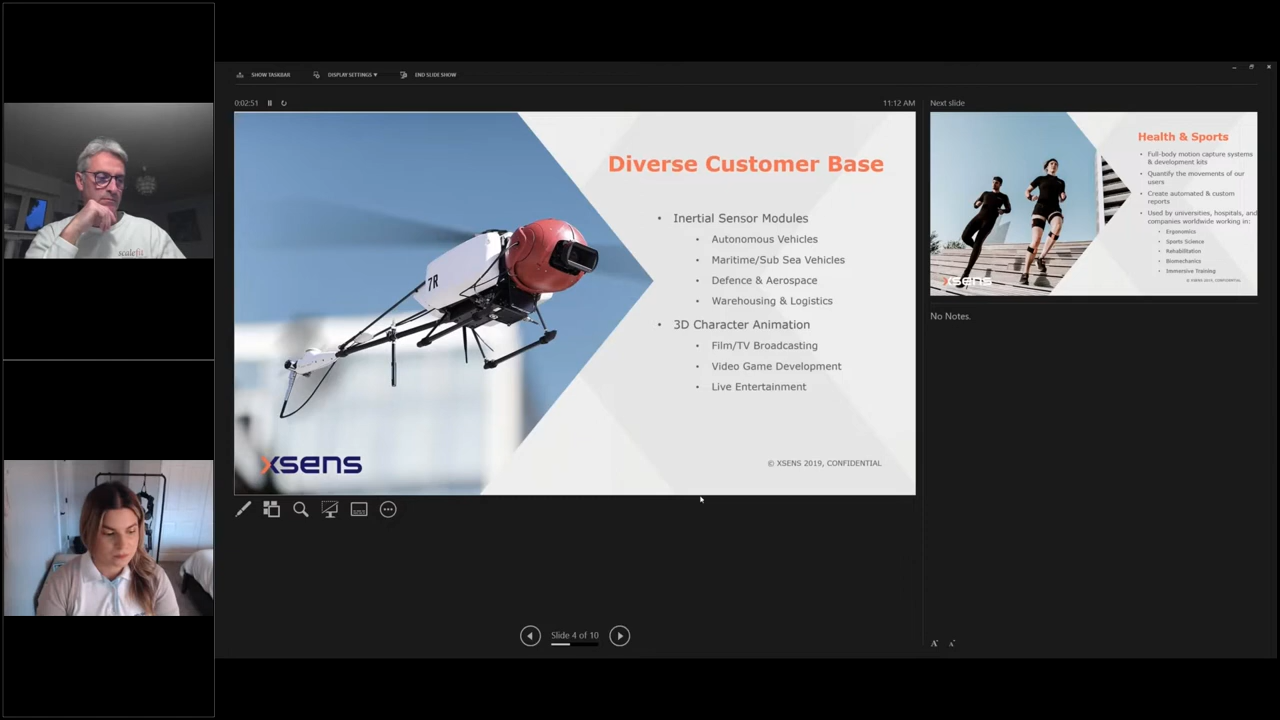 SHOW TASKBAR
DISPLAY SETTINGS ▾
END SLIDE SHOW
0:02:51
11:12 AM
Next slide
Diverse Customer Base
• Inertial Sensor Modules
• Autonomous Vehicles
• Maritime/Sub Sea Vehicles
• Defence & Aerospace
• Warehousing & Logistics
• 3D Character Animation
• Film/TV Broadcasting
• Video Game Development
• Live Entertainment
7R
xsens
© XSENS 2019, CONFIDENTIAL
Health & Sports
• Full-body motion capture systems
& development kits
• Quantify the movements of our
users
• Create automated & custom
reports
• Used by universities, hospitals, and
companies worldwide working in:
• Ergonomics
• Sports Science
• Rehabilitation
• Biomechanics
• Immersive Training
xsens
© XSENS 2019, CONFIDENTIAL
No Notes.
scalefit
Slide 4 of 10
A A